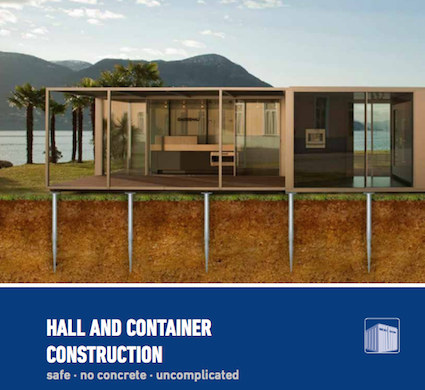 HALL AND CONTAINER
CONSTRUCTION
safe · no concrete · uncomplicated